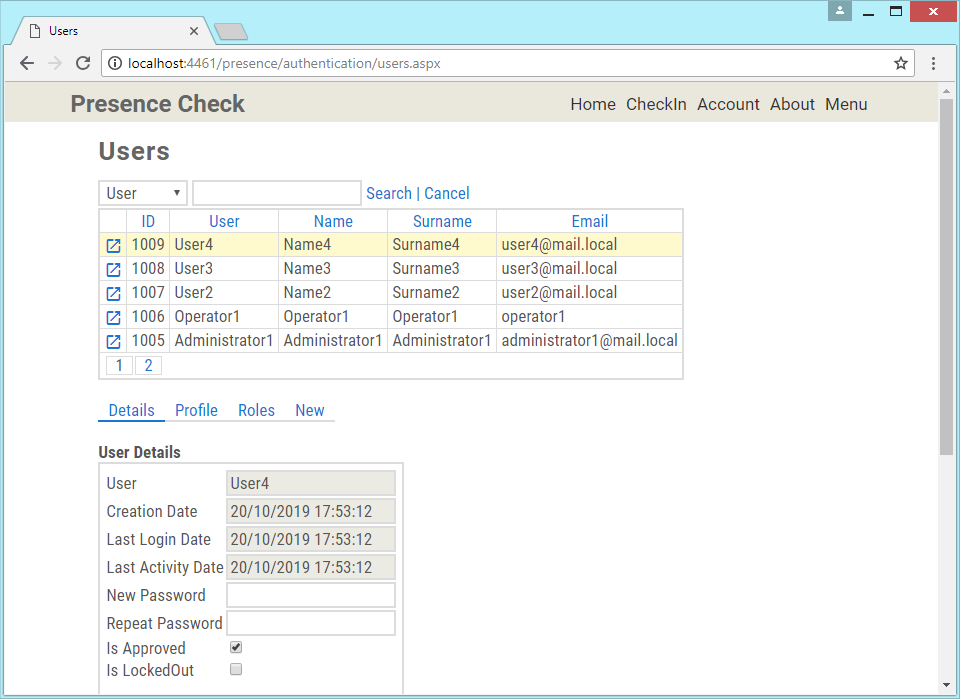 Users
localhost:4461/presence/authentication/users.aspx
Presence Check Home CheckIn Account About Menu
Users
User Search | Cancel
ID User Name Surname Email
1009 User4 Name4 Surname4 user4@mail.local
1008 User3 Name3 Surname3 user3@mail.local
1007 User2 Name2 Surname2 user2@mail.local
1006 Operator1 Operator1 Operator1 operator1
1005 Administrator1 Administrator1 Administrator1 administrator1@mail.local
1 2
Details Profile Roles New
User Details
User User4
Creation Date 20/10/2019 17:53:12
Last Login Date 20/10/2019 17:53:12
Last Activity Date 20/10/2019 17:53:12
New Password
Repeat Password
Is Approved
Is LockedOut